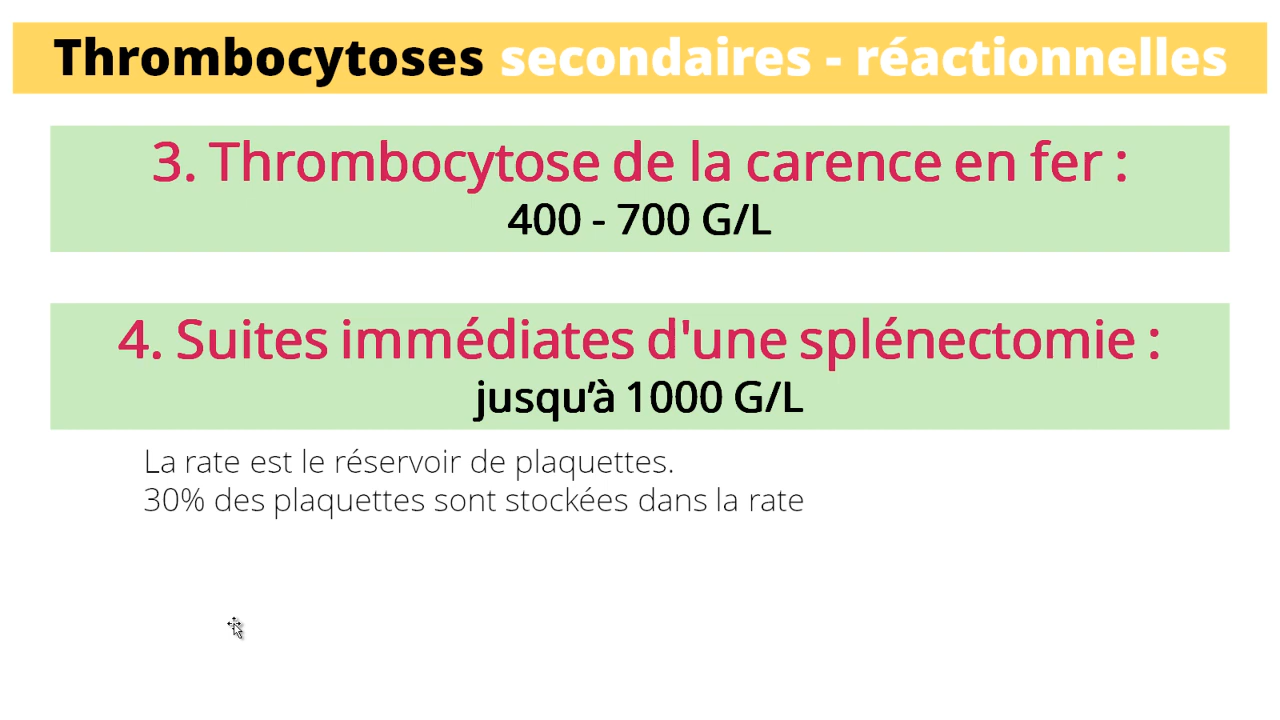 Thrombocytoses secondaires - réactionnelles
3. Thrombocytose de la carence en fer :
400 - 700 G/L
4. Suites immédiates d'une splénectomie :
jusqu’à 1000 G/L
La rate est le réservoir de plaquettes.
30% des plaquettes sont stockées dans la rate